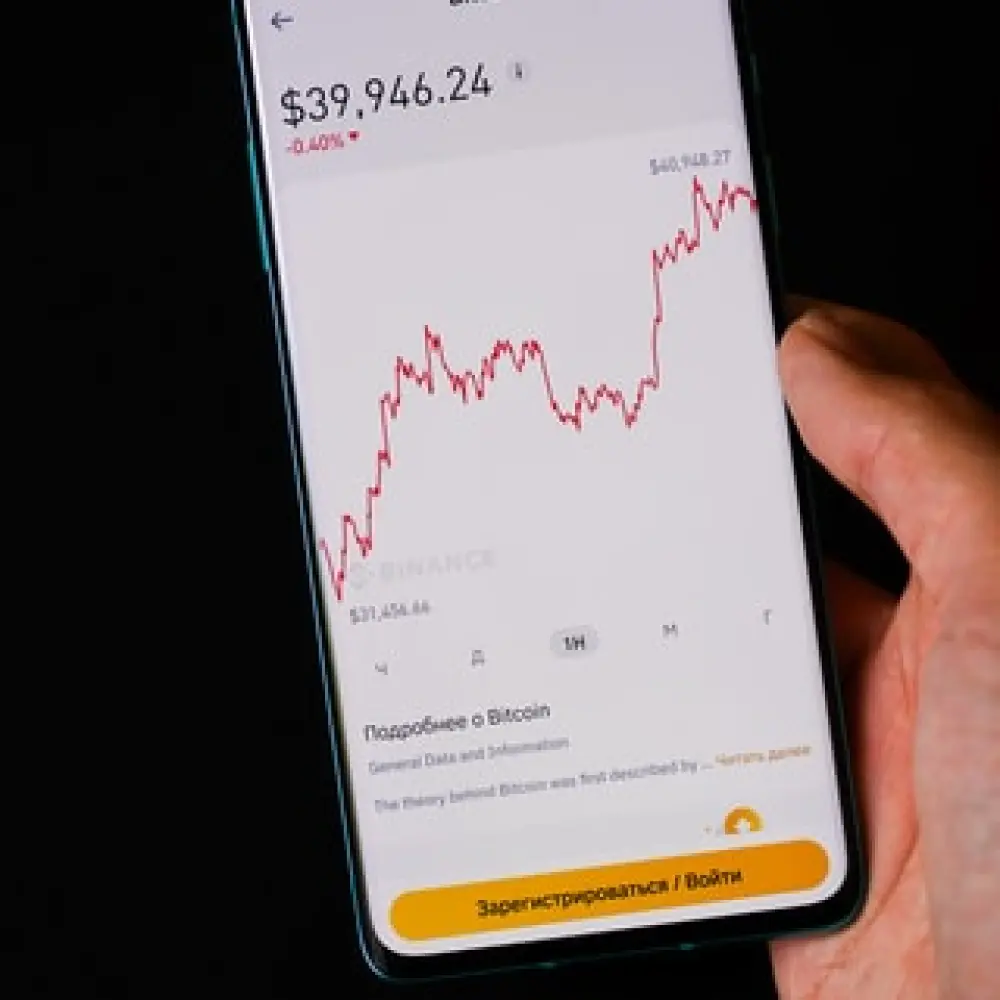 $39,946.24
-0.40%
$40,948.27
BINANCE
$31,456.66
Ч Д 1Н М Г
Подробнее о Bitcoin
General Data and Information
The theory behind Bitcoin was first described by ... Читать далее
Зарегистрироваться / Войти